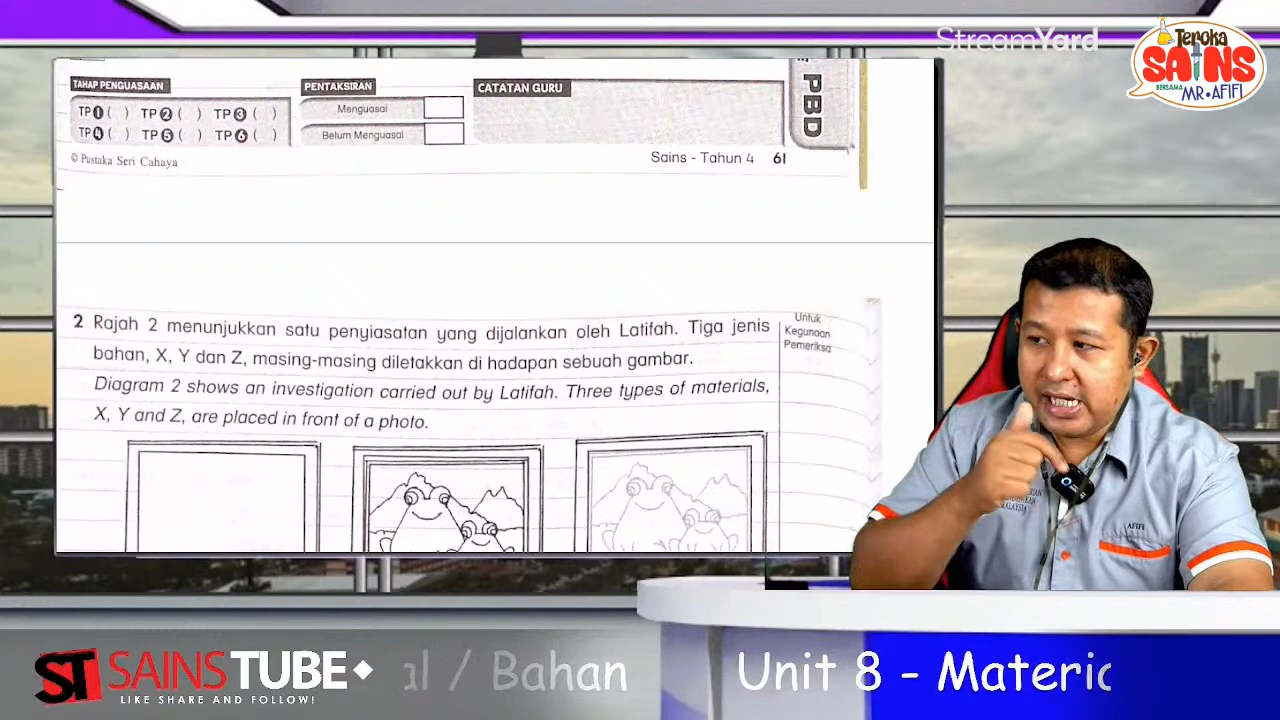 StreamYard
Teroka
SAINS
BERSAMA
MR•AFIFI
TAHAP PENGUASAAN
TP1( ) TP2( ) TP3( )
TP4( ) TP5( ) TP6( )
PENTAKSIRAN
Menguasai
Belum Menguasai
CATATAN GURU
PBD
© Pustaka Seri Cahaya
Sains - Tahun 4 61
2 Rajah 2 menunjukkan satu penyiasatan yang dijalankan oleh Latifah. Tiga jenis
bahan, X, Y dan Z, masing-masing diletakkan di hadapan sebuah gambar.
Diagram 2 shows an investigation carried out by Latifah. Three types of materials,
X, Y and Z, are placed in front of a photo.
Untuk
Kegunaan
Pemeriksa
AFIFI
ST SAINSTUBE
LIKE SHARE AND FOLLOW!
al / Bahan
Unit 8 - Materia